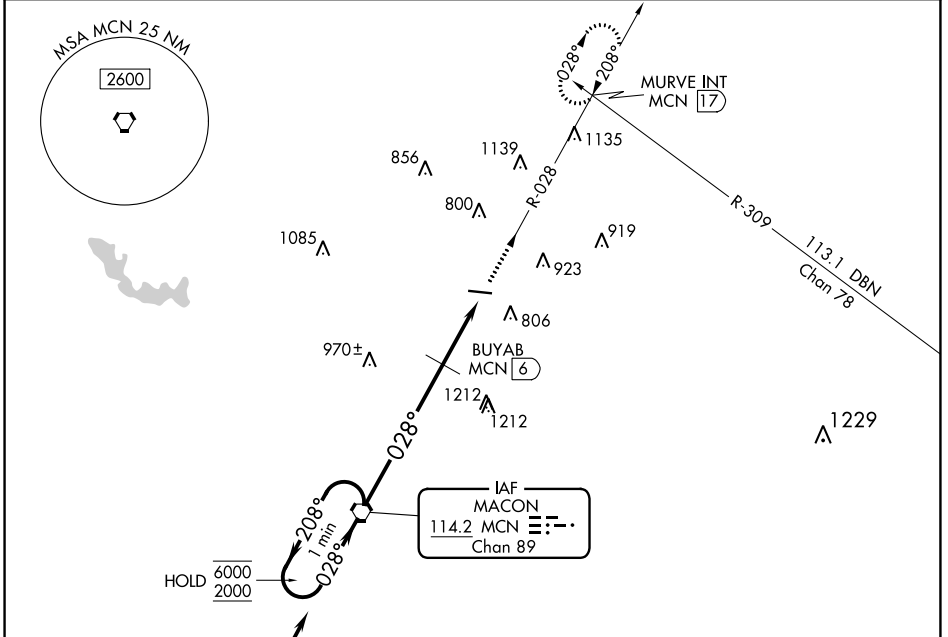 MSA MCN 25 NM
2600
028°
208°
MURVE INT
MCN 17
1135
1139
856
800
R-028
R-309
113.1 DBN
Chan 78
1085
919
923
806
970±
BUYAB
MCN 6
1212
1212
1229
028°
IAF
MACON
114.2 MCN
Chan 89
208°
1 min
028°
HOLD 6000
2000